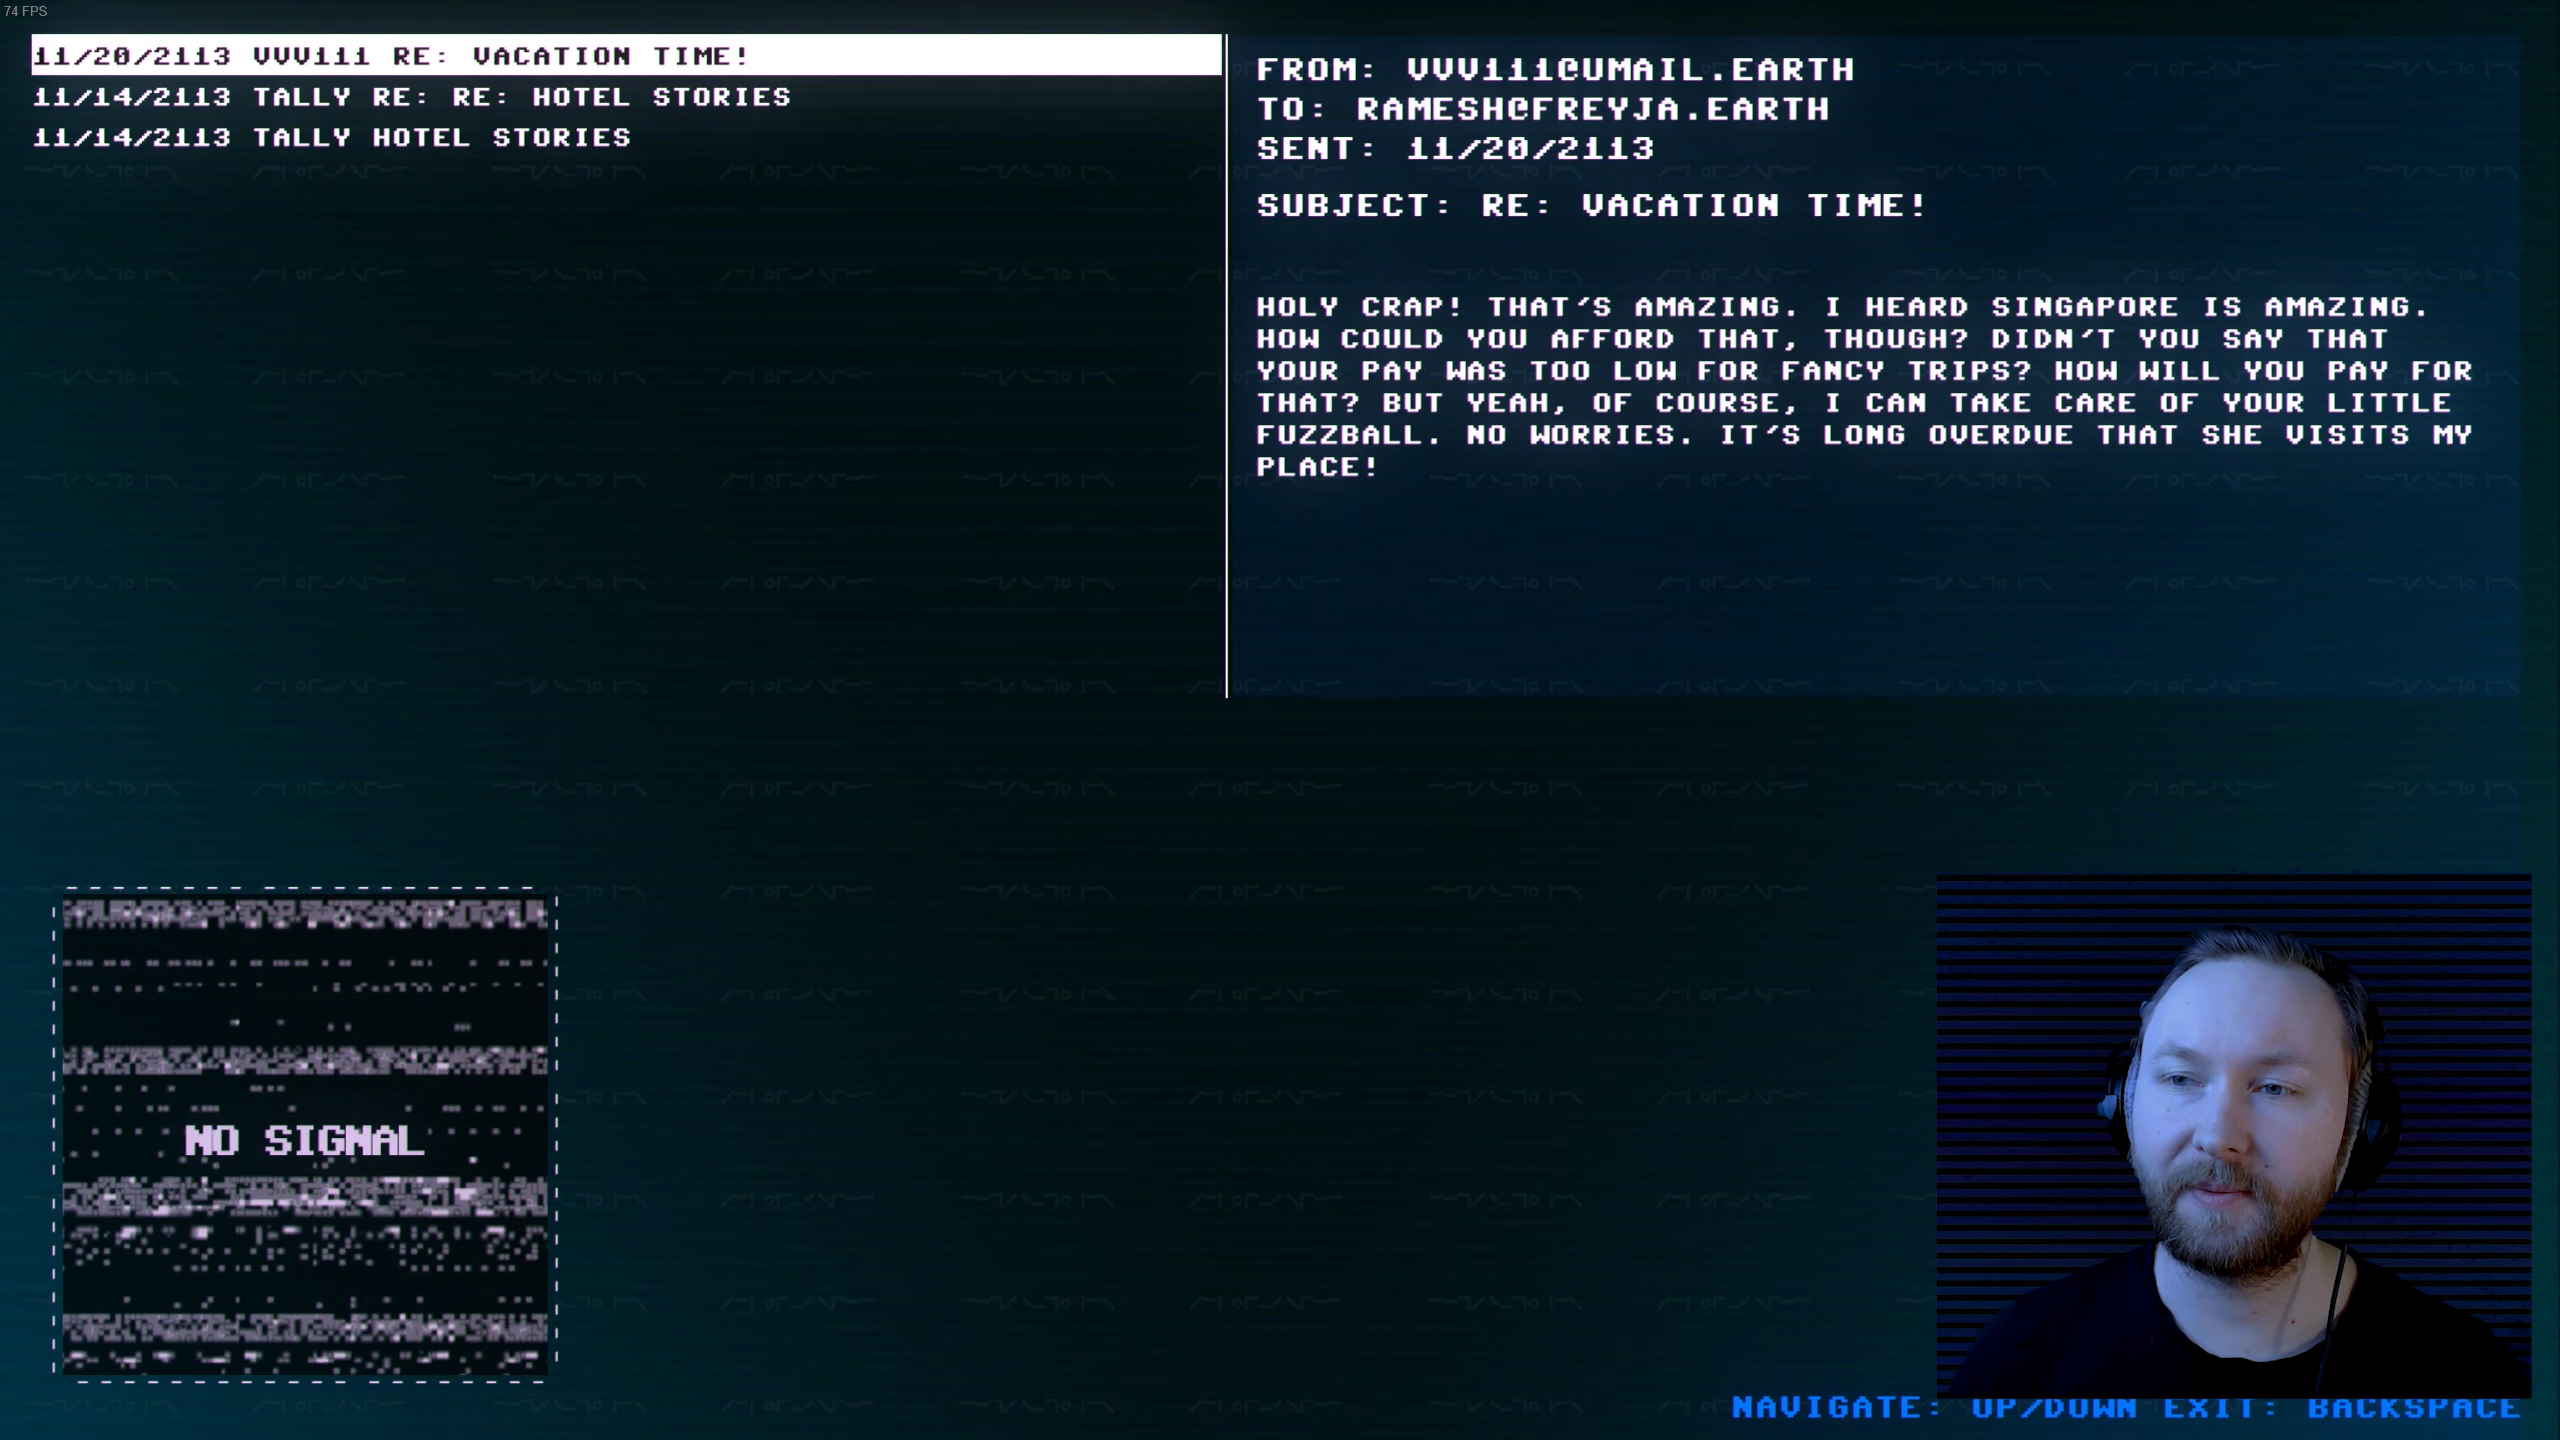 74 FPS
11/20/2113 VVV111 RE: VACATION TIME!
11/14/2113 TALLY RE: RE: HOTEL STORIES
11/14/2113 TALLY HOTEL STORIES
FROM: VVV111@UMAIL.EARTH
TO: RAMESH@FREYJA.EARTH
SENT: 11/20/2113
SUBJECT: RE: VACATION TIME!
HOLY CRAP! THAT'S AMAZING. I HEARD SINGAPORE IS AMAZING.
HOW COULD YOU AFFORD THAT, THOUGH? DIDN'T YOU SAY THAT
YOUR PAY WAS TOO LOW FOR FANCY TRIPS? HOW WILL YOU PAY FOR
THAT? BUT YEAH, OF COURSE, I CAN TAKE CARE OF YOUR LITTLE
FUZZBALL. NO WORRIES. IT'S LONG OVERDUE THAT SHE VISITS MY
PLACE!
NO SIGNAL
NAVIGATE: UP/DOWN EXIT: BACKSPACE